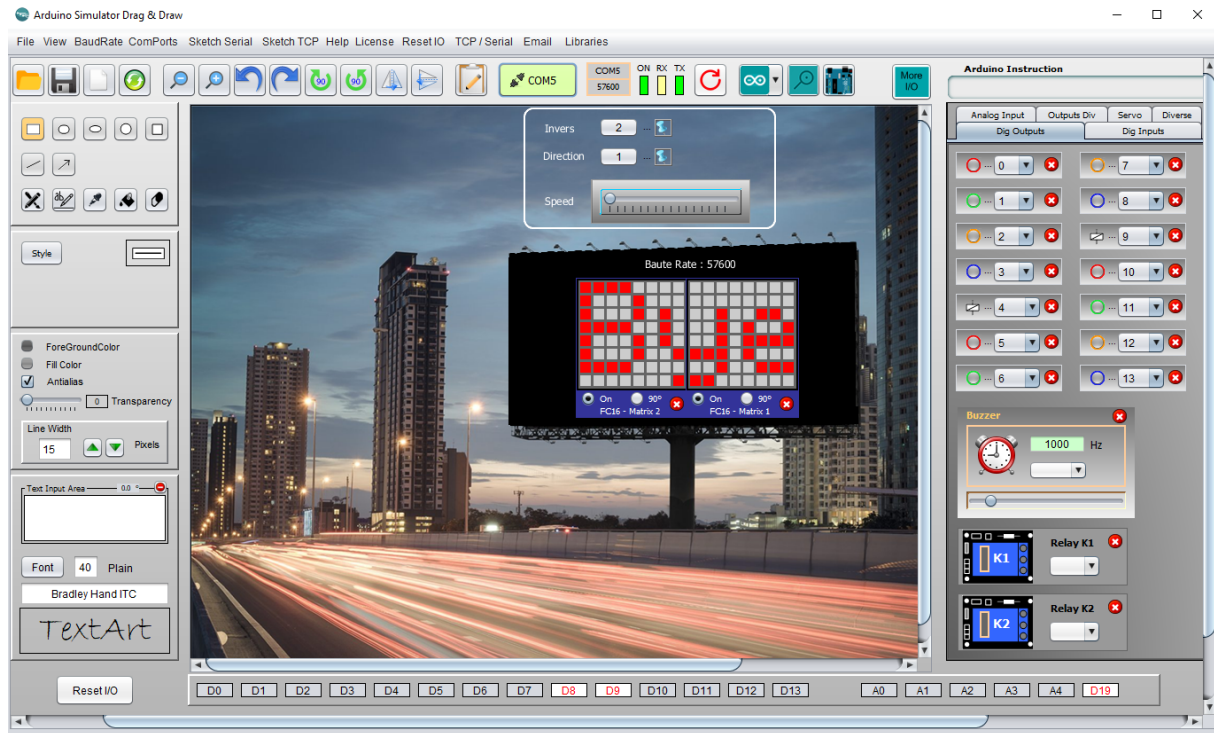 Arduino Simulator Drag & Draw
File View BaudRate ComPorts Sketch Serial Sketch TCP Help License Reset IO TCP / Serial Email Libraries
90 90 COM5 COM5 57600 ON RX TX More I/O
Arduino Instruction
Analog Input Outputs Div Servo Diverse
Dig Outputs Dig Inputs
Invers 2 ...
Direction 1 ...
Speed
Baute Rate : 57600
On 90º On 90º
FC16 - Matrix 2 FC16 - Matrix 1
Style
ForeGroundColor
Fill Color
Antialias
0 Transparency
Line Width
15 Pixels
Text Input Area 0.0 °
Font 40 Plain
Bradley Hand ITC
TextArt
... 0 ... 7
... 1 ... 8
... 2 ... 9
... 3 ... 10
... 4 ... 11
... 5 ... 12
... 6 ... 13
Buzzer
1000 Hz
K1 Relay K1
K2 Relay K2
Reset I/O
D0 D1 D2 D3 D4 D5 D6 D7 D8 D9 D10 D11 D12 D13 A0 A1 A2 A3 A4 D19